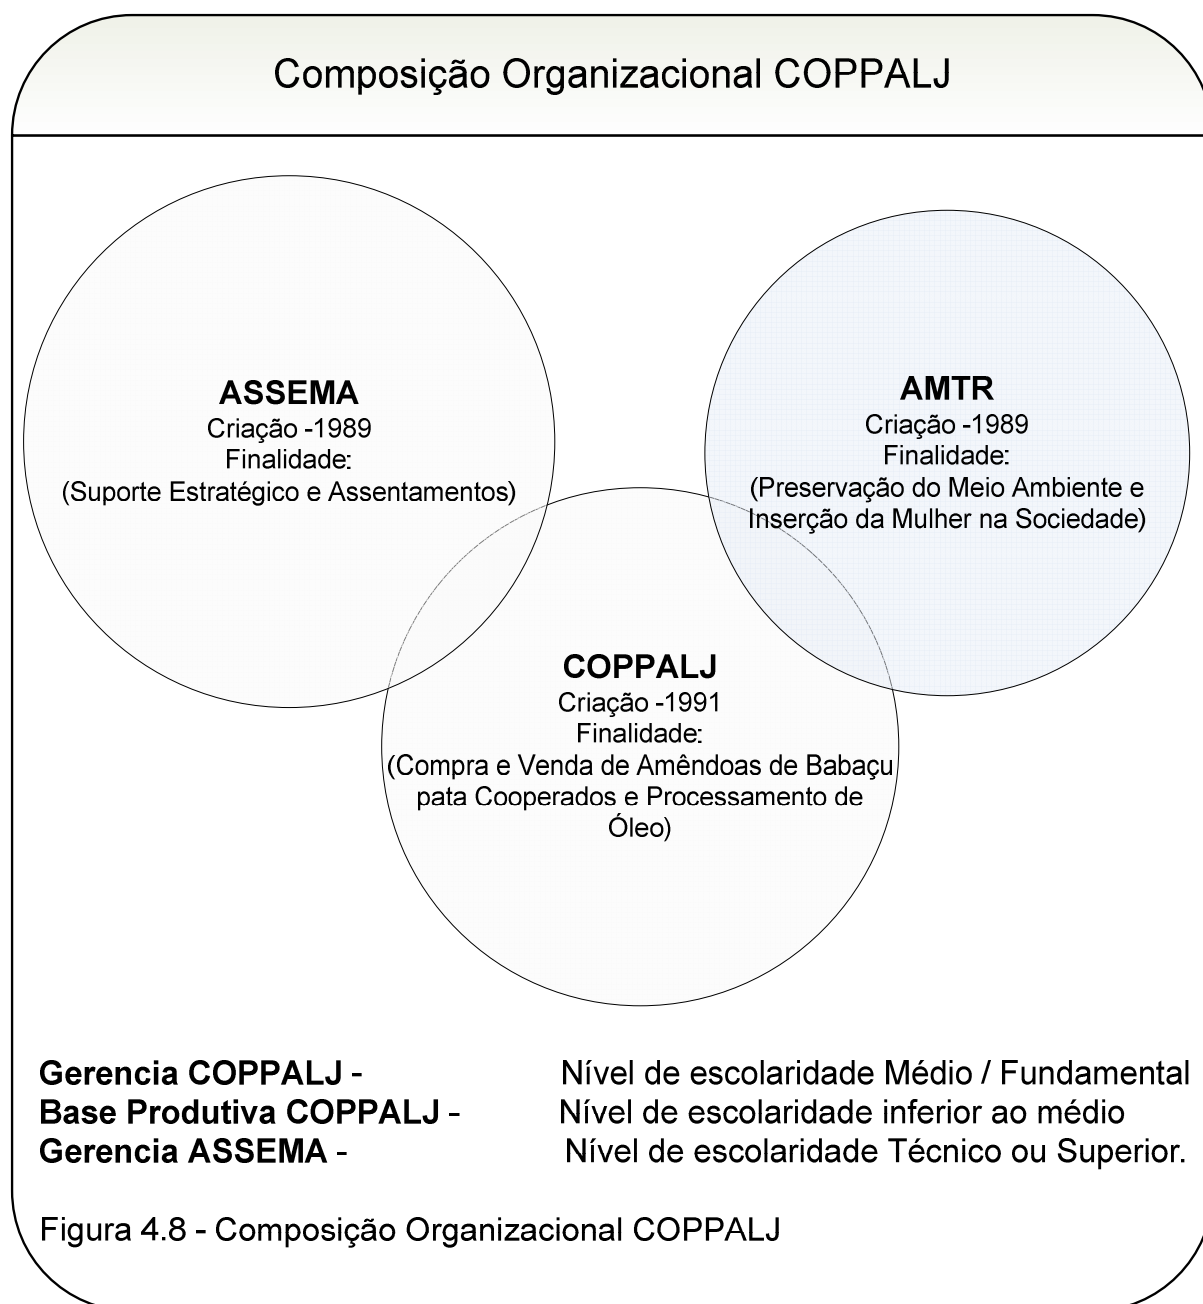 Composição Organizacional COPPALJ
ASSEMA
Criação -1989
Finalidade:
(Suporte Estratégico e Assentamentos)
AMTR
Criação -1989
Finalidade:
(Preservação do Meio Ambiente e
Inserção da Mulher na Sociedade)
COPPALJ
Criação -1991
Finalidade:
(Compra e Venda de Amêndoas de Babaçu
pata Cooperados e Processamento de
Óleo)
Gerencia COPPALJ - Nível de escolaridade Médio / Fundamental
Base Produtiva COPPALJ - Nível de escolaridade inferior ao médio
Gerencia ASSEMA - Nível de escolaridade Técnico ou Superior.
Figura 4.8 - Composição Organizacional COPPALJ